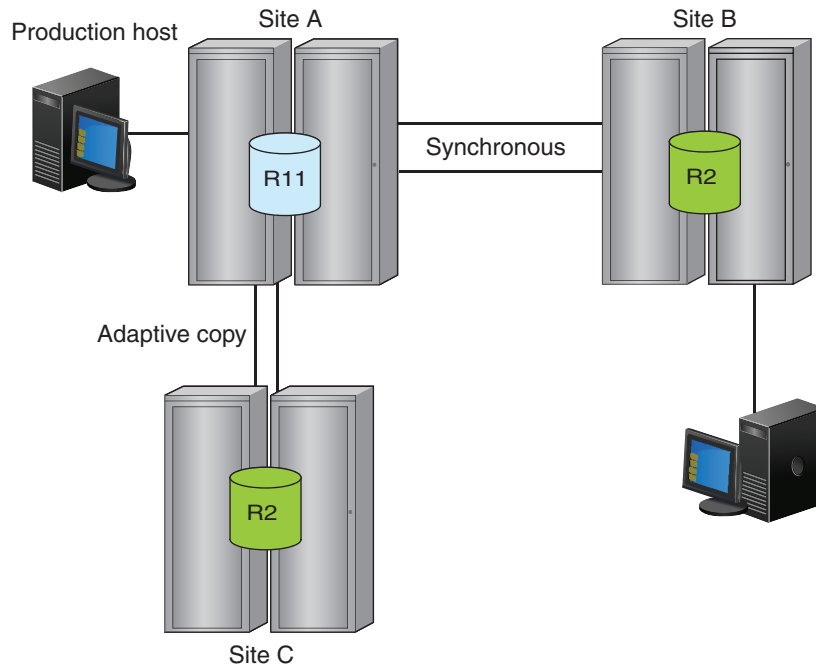 Site A
Site B
Production host
Synchronous
R11
R2
Adaptive copy
R2
Site C